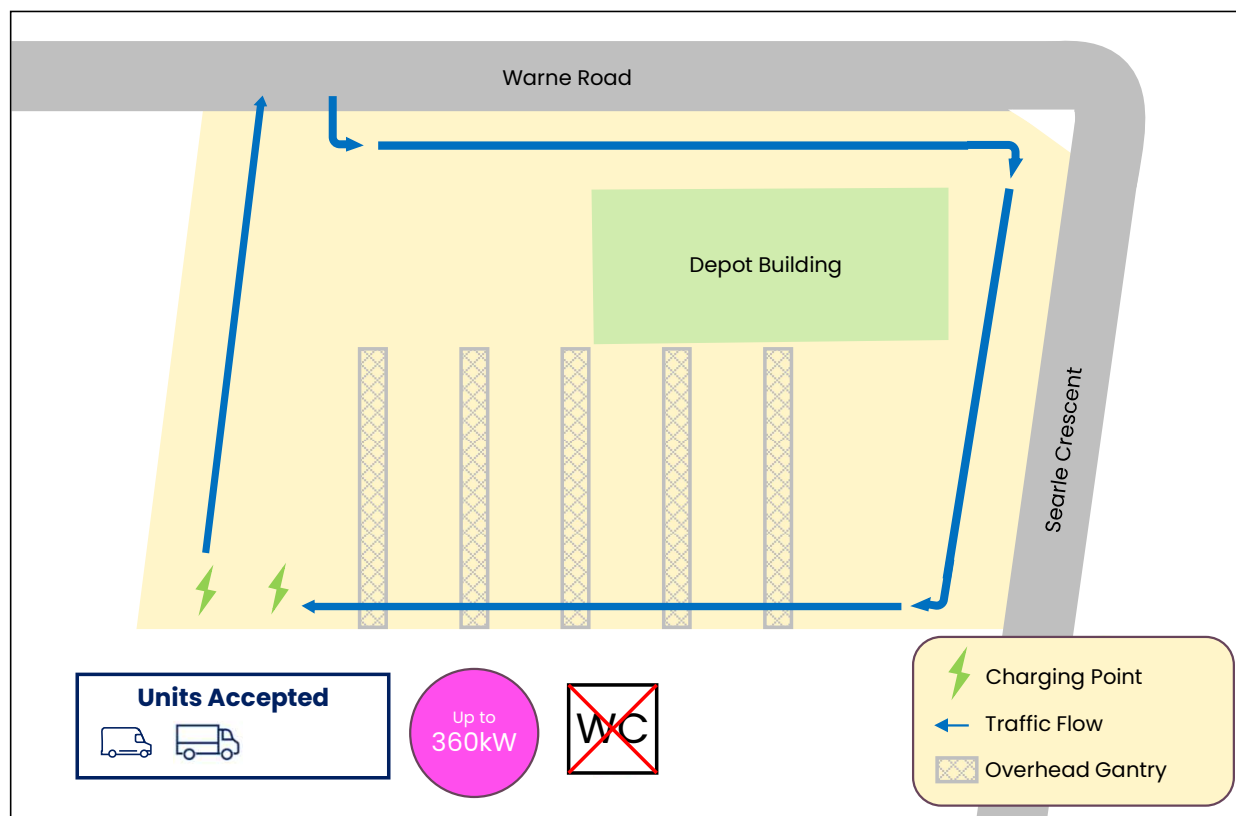 Warne Road
Depot Building
Searle Crescent
Units Accepted
Up to
360kW
WC
Charging Point
Traffic Flow
Overhead Gantry